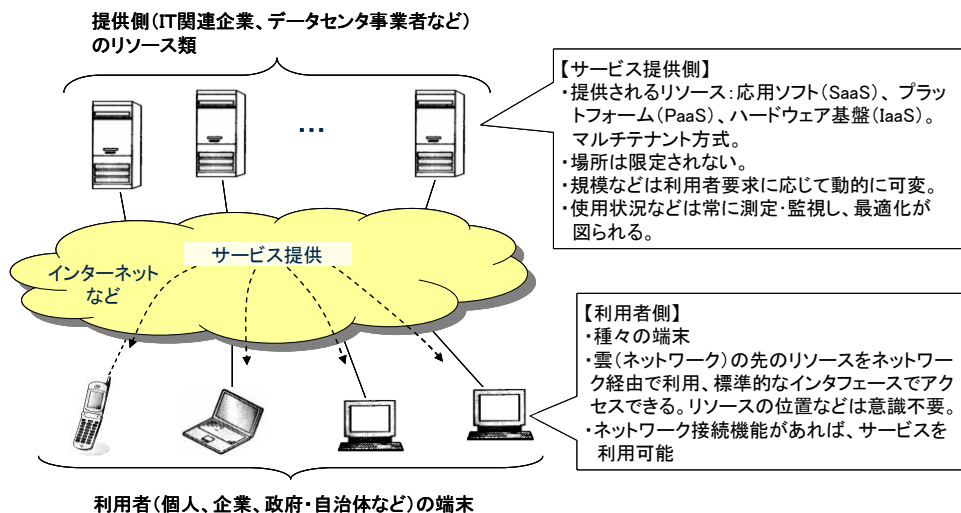 提供側(IT関連企業、データセンタ事業者など)
のリソース類
…
【サービス提供側】
・提供されるリソース:応用ソフト(SaaS)、プラッ
トフォーム(PaaS)、ハードウェア基盤(IaaS)。
マルチテナント方式。
・場所は限定されない。
・規模などは利用者要求に応じて動的に可変。
・使用状況などは常に測定・監視し、最適化が
図られる。
サービス提供
インターネット
など
【利用者側】
・種々の端末
・雲(ネットワーク)の先のリソースをネットワー
ク経由で利用、標準的なインタフェースでアク
セスできる。リソースの位置などは意識不要。
・ネットワーク接続機能があれば、サービスを
利用可能
利用者(個人、企業、政府・自治体など)の端末